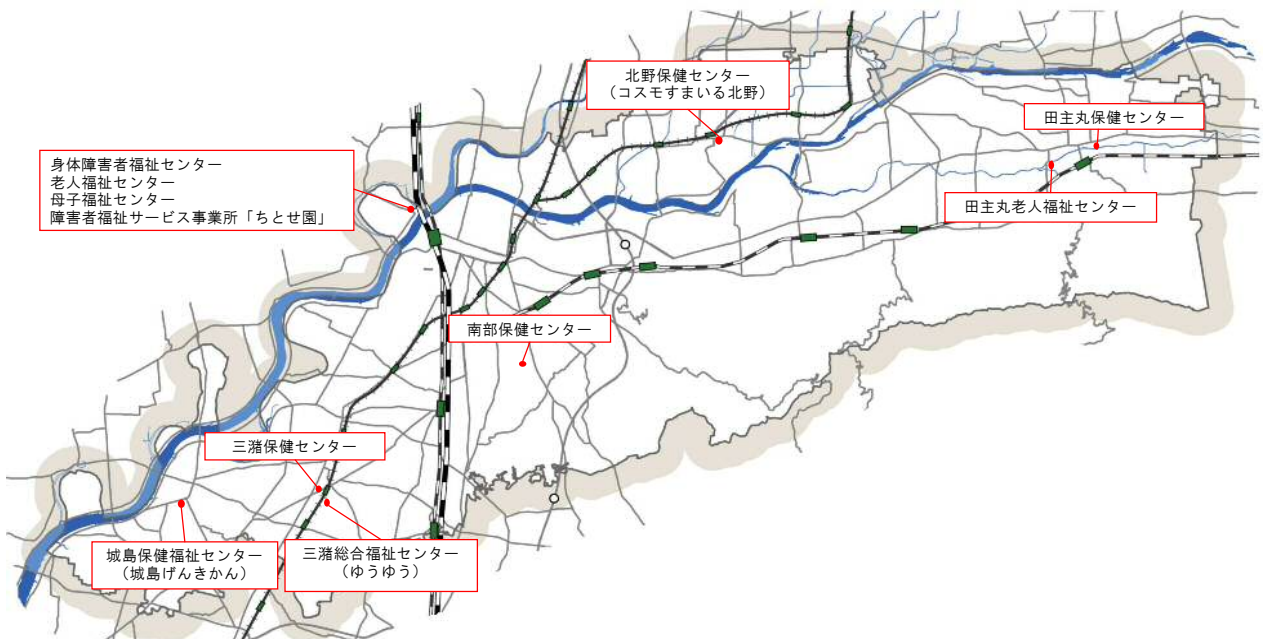 北野保健センター
（コスモすまいる北野）
田主丸保健センター
身体障害者福祉センター
老人福祉センター
母子福祉センター
障害者福祉サービス事業所「ちとせ園」
田主丸老人福祉センター
南部保健センター
三潴保健センター
城島保健福祉センター
（城島げんきかん）
三潴総合福祉センター
（ゆうゆう）